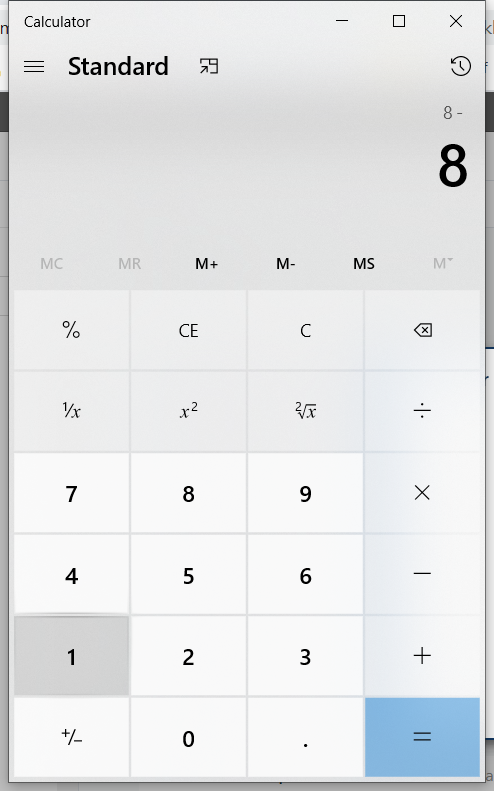 Calculator
Standard
8 -
8
MC MR M+ M- MS M˅
% CE C
¹/x x² ²√x ÷
7 8 9 ×
4 5 6 −
1 2 3 +
+/− 0 . =